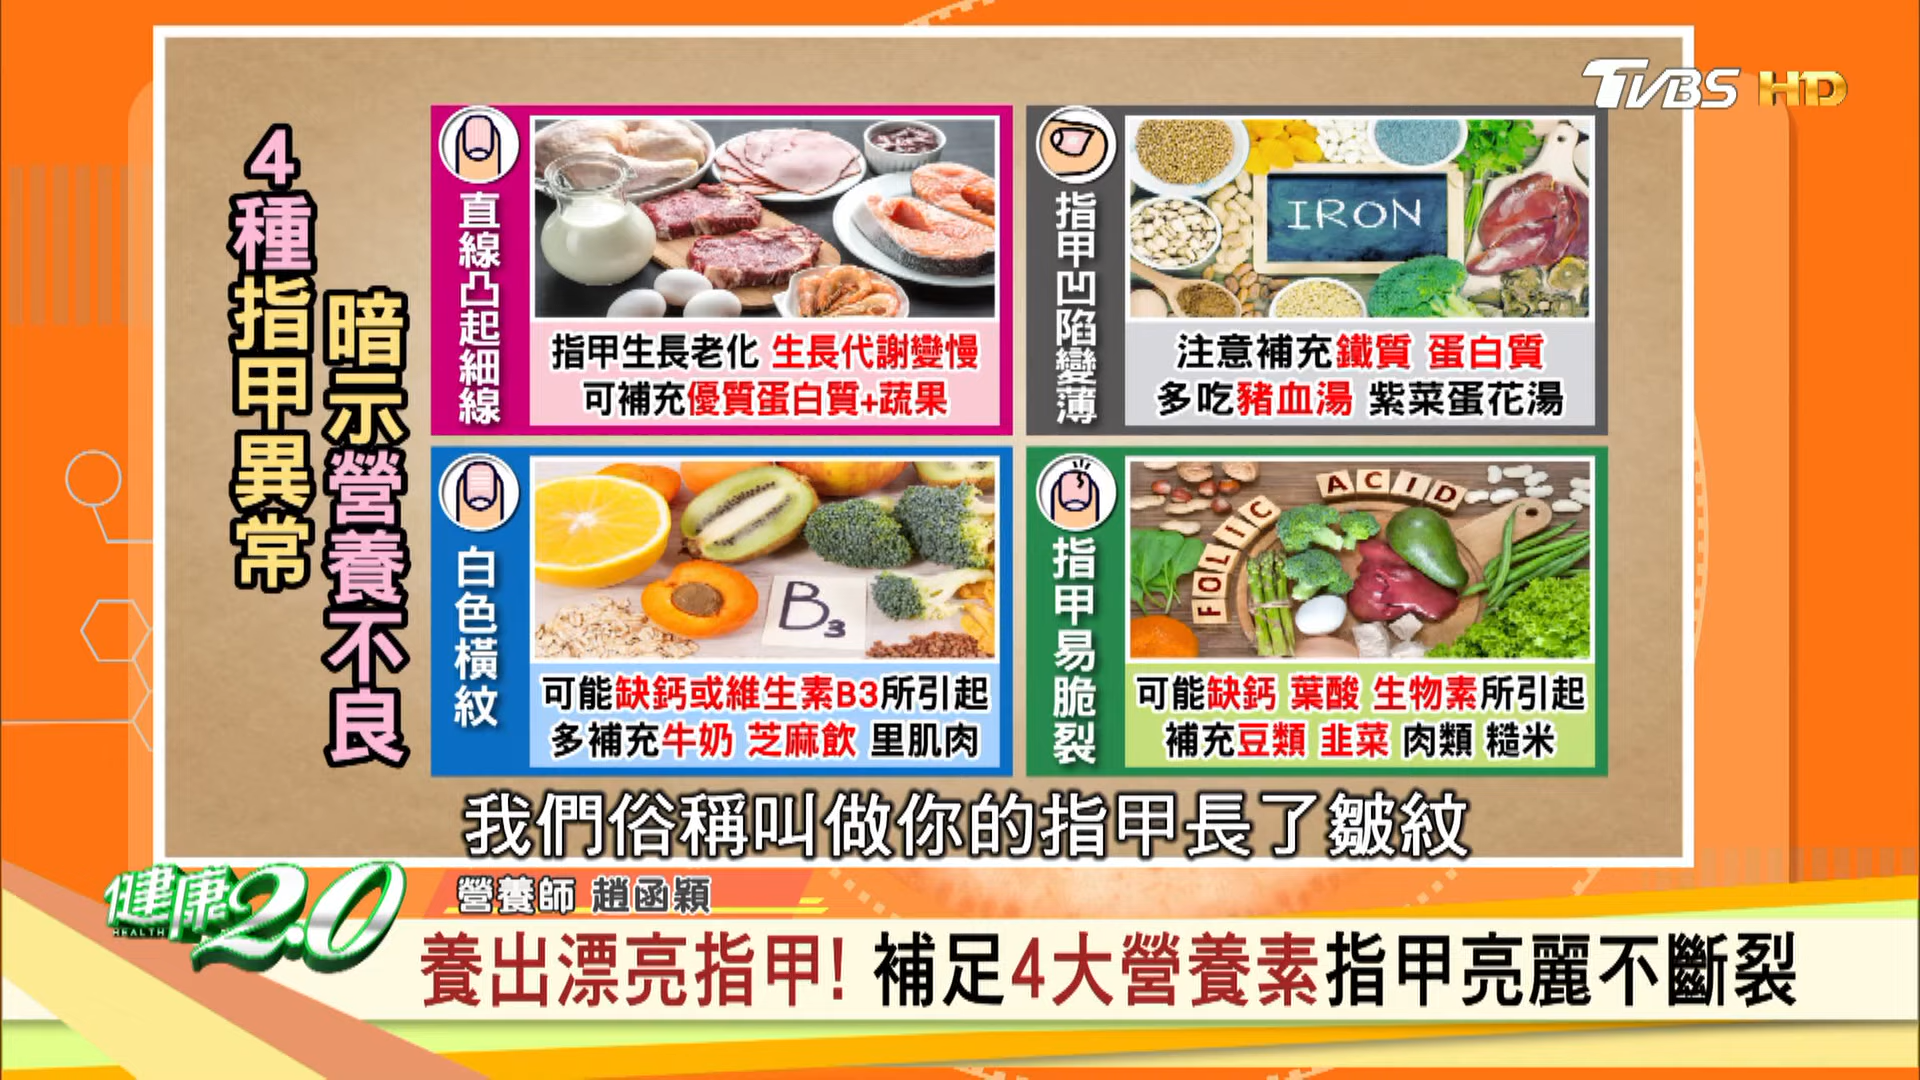 TVBS HD
4種指甲異常
暗示營養不良
直線凸起細線
指甲生長老化 生長代謝變慢
可補充優質蛋白質+蔬果
指甲凹陷變薄
IRON
注意補充鐵質 蛋白質
多吃豬血湯 紫菜蛋花湯
白色橫紋
B3
可能缺鈣或維生素B3所引起
多補充牛奶 芝麻飲 里肌肉
指甲易脆裂
FOLIC ACID
可能缺鈣 葉酸 生物素所引起
補充豆類 韭菜 肉類 糙米
我們俗稱叫做你的指甲長了皺紋
健康2.0
HEALTH
營養師 趙函穎
養出漂亮指甲! 補足4大營養素指甲亮麗不斷裂